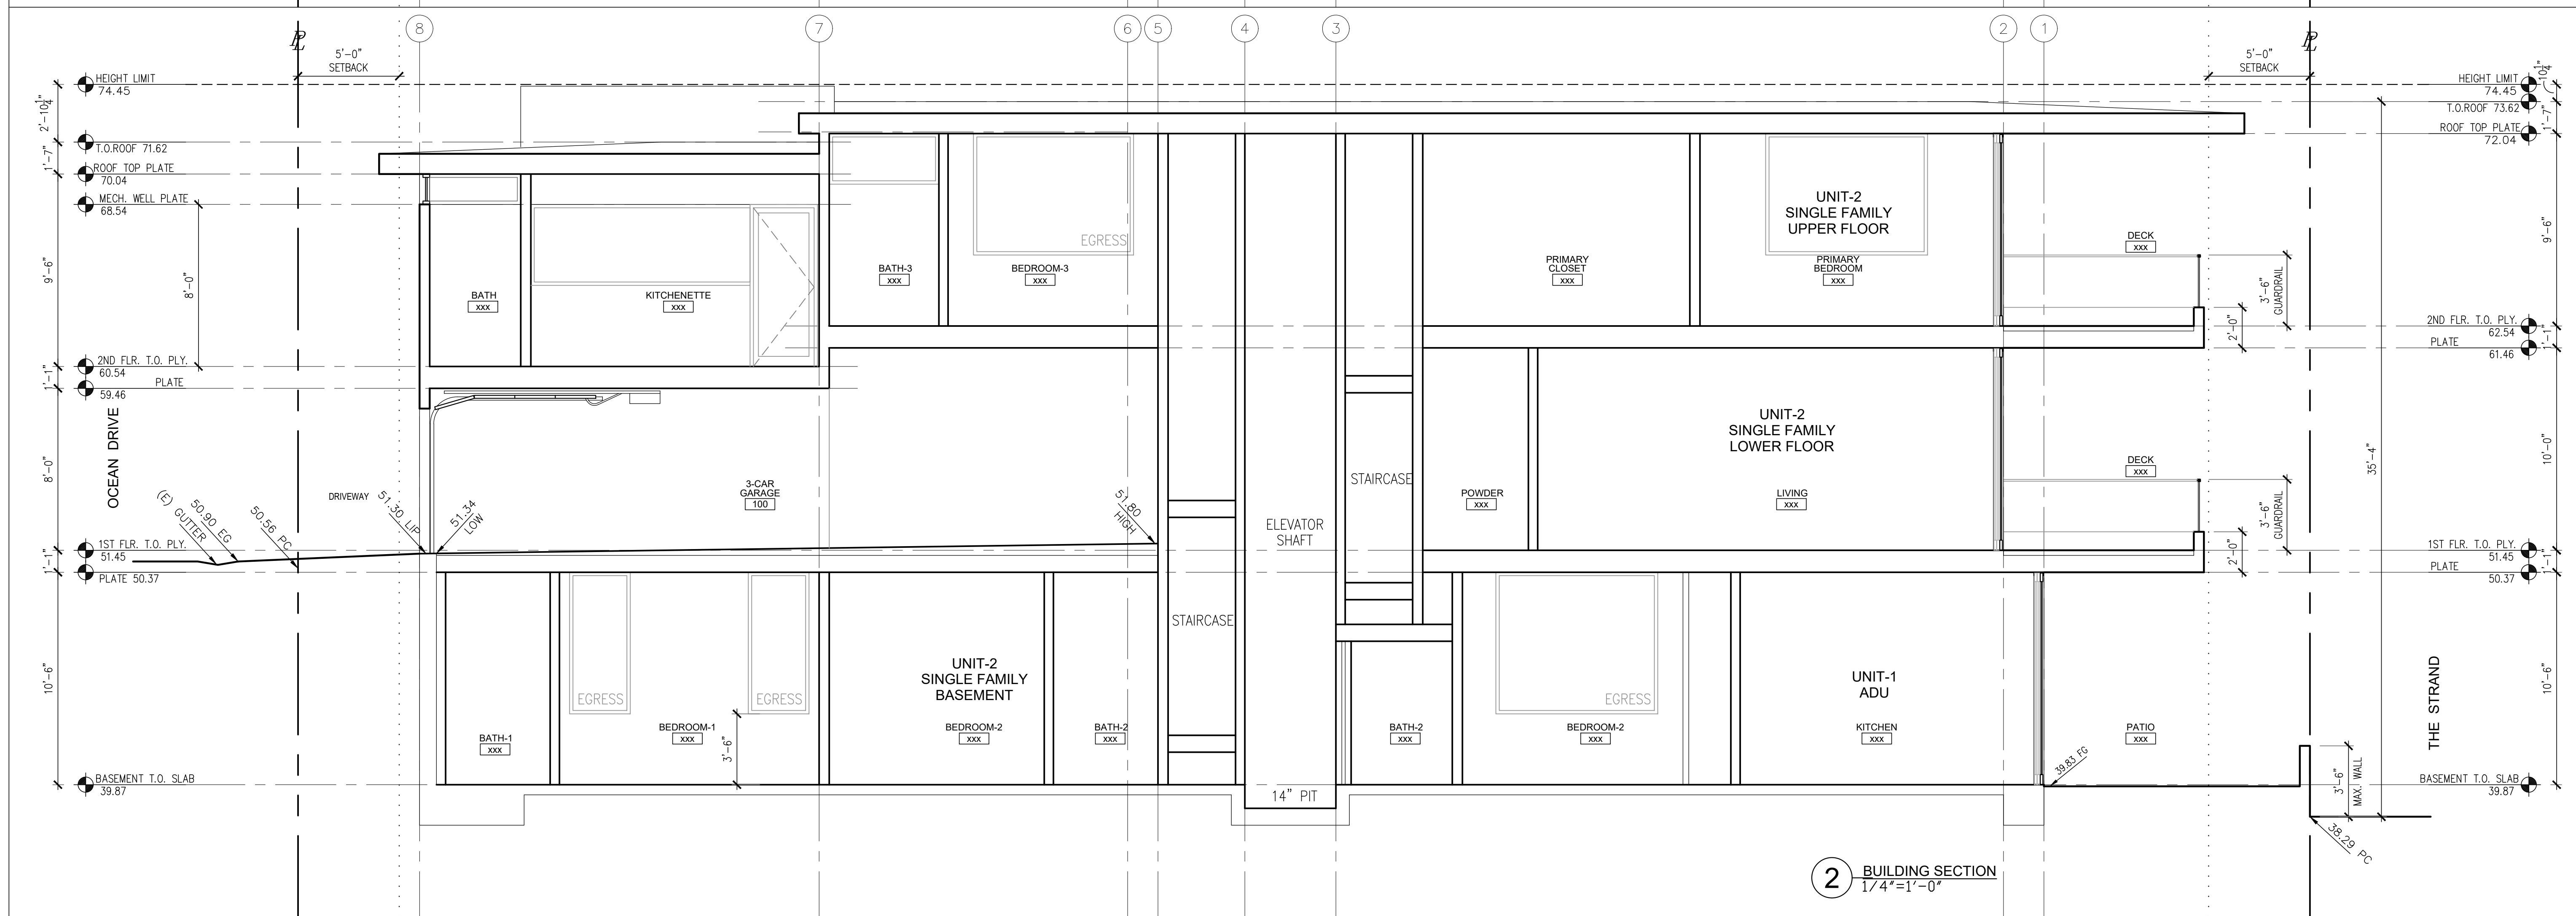 8
7
6
5
4
3
2
1
PL
5'-0"
SETBACK
PL
5'-0"
SETBACK
HEIGHT LIMIT
74.45
2'-10 1/4"
T.O.ROOF 71.62
1'-7"
ROOF TOP PLATE
70.04
MECH. WELL PLATE
68.54
9'-6"
8'-0"
2ND FLR. T.O. PLY.
60.54
1'-1"
PLATE
59.46
OCEAN DRIVE
8'-0"
(E) GUTTER
50.90 EG
50.56 PC
DRIVEWAY
51.30 LIP
51.34
LOW
1ST FLR. T.O. PLY.
51.45
1'-1"
PLATE 50.37
10'-6"
BASEMENT T.O. SLAB
39.87
BATH
xxx
KITCHENETTE
xxx
BATH-3
xxx
EGRESS
BEDROOM-3
xxx
PRIMARY
CLOSET
xxx
UNIT-2
SINGLE FAMILY
UPPER FLOOR
PRIMARY
BEDROOM
xxx
DECK
xxx
3'-6"
GUARDRAIL
2'-0"
3-CAR
GARAGE
100
51.80
HIGH
ELEVATOR
SHAFT
STAIRCASE
POWDER
xxx
UNIT-2
SINGLE FAMILY
LOWER FLOOR
LIVING
xxx
DECK
xxx
3'-6"
GUARDRAIL
2'-0"
BATH-1
xxx
EGRESS
BEDROOM-1
xxx
EGRESS
3'-6"
UNIT-2
SINGLE FAMILY
BASEMENT
BEDROOM-2
xxx
BATH-2
xxx
STAIRCASE
14" PIT
BATH-2
xxx
EGRESS
BEDROOM-2
xxx
UNIT-1
ADU
KITCHEN
xxx
39.83 FG
PATIO
xxx
3'-6"
MAX. WALL
38.29 PC
35'-4"
HEIGHT LIMIT
74.45
-10 1/4"
T.O.ROOF 73.62
1'-7"
ROOF TOP PLATE
72.04
9'-6"
2ND FLR. T.O. PLY.
62.54
1'-1"
PLATE
61.46
10'-0"
1ST FLR. T.O. PLY.
51.45
1'-1"
PLATE
50.37
THE STRAND
10'-6"
BASEMENT T.O. SLAB
39.87
2
BUILDING SECTION
1/4"=1'-0"